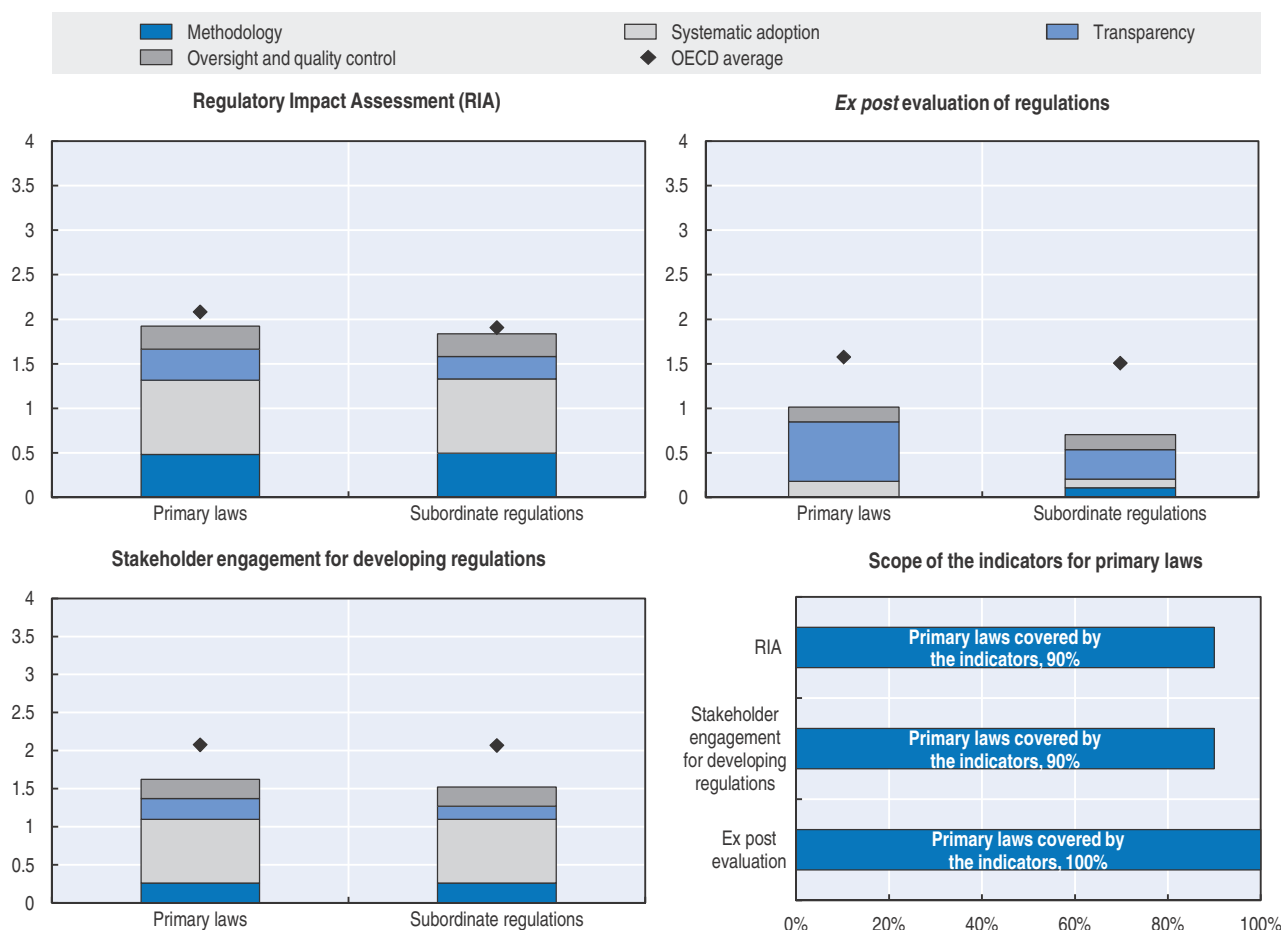 Methodology
Systematic adoption
Transparency
Oversight and quality control
OECD average
Regulatory Impact Assessment (RIA)
4
3.5
3
2.5
2
1.5
1
0.5
0
Primary laws
Subordinate regulations
Ex post evaluation of regulations
4
3.5
3
2.5
2
1.5
1
0.5
0
Primary laws
Subordinate regulations
Stakeholder engagement for developing regulations
4
3.5
3
2.5
2
1.5
1
0.5
0
Primary laws
Subordinate regulations
Scope of the indicators for primary laws
RIA
Primary laws covered by
the indicators, 90%
Stakeholder
engagement
for developing
regulations
Primary laws covered by
the indicators, 90%
Ex post
evaluation
Primary laws covered by
the indicators, 100%
0%
20%
40%
60%
80%
100%